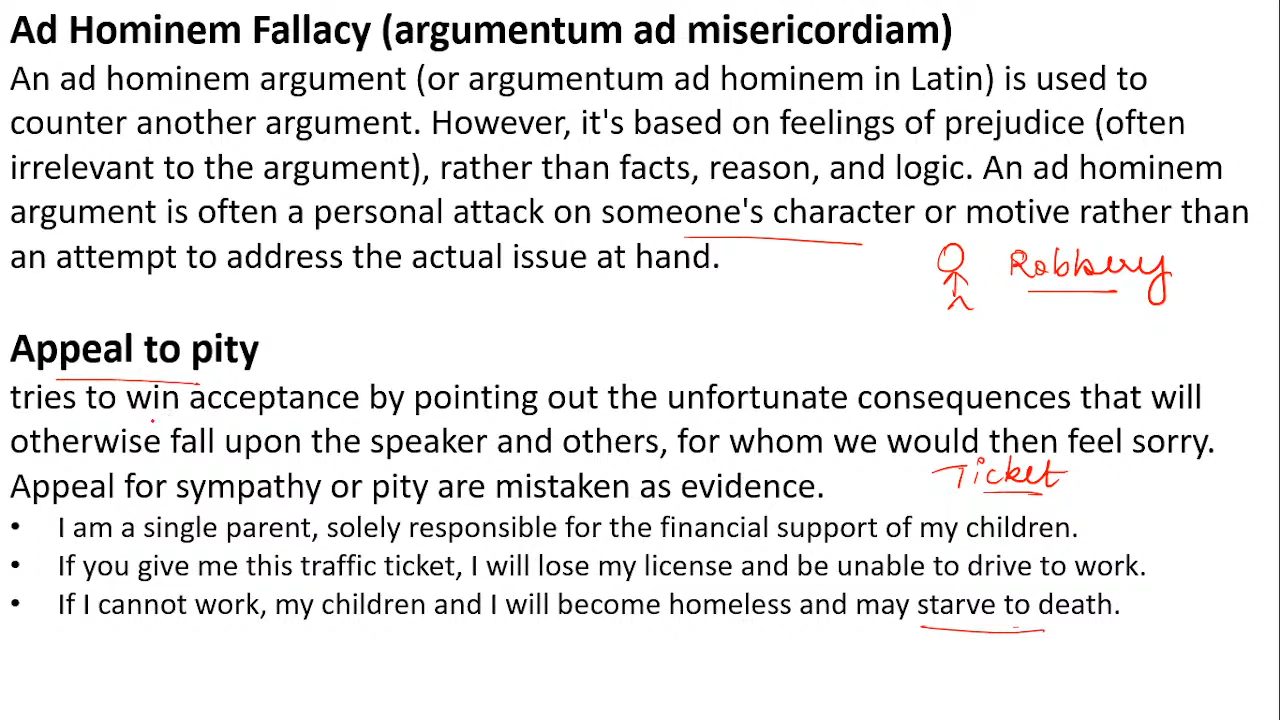 Ad Hominem Fallacy (argumentum ad misericordiam)
An ad hominem argument (or argumentum ad hominem in Latin) is used to
counter another argument. However, it's based on feelings of prejudice (often
irrelevant to the argument), rather than facts, reason, and logic. An ad hominem
argument is often a personal attack on someone's character or motive rather than
an attempt to address the actual issue at hand.
Robbery
Appeal to pity
tries to win acceptance by pointing out the unfortunate consequences that will
otherwise fall upon the speaker and others, for whom we would then feel sorry.
Ticket
Appeal for sympathy or pity are mistaken as evidence.
• I am a single parent, solely responsible for the financial support of my children.
• If you give me this traffic ticket, I will lose my license and be unable to drive to work.
• If I cannot work, my children and I will become homeless and may starve to death.